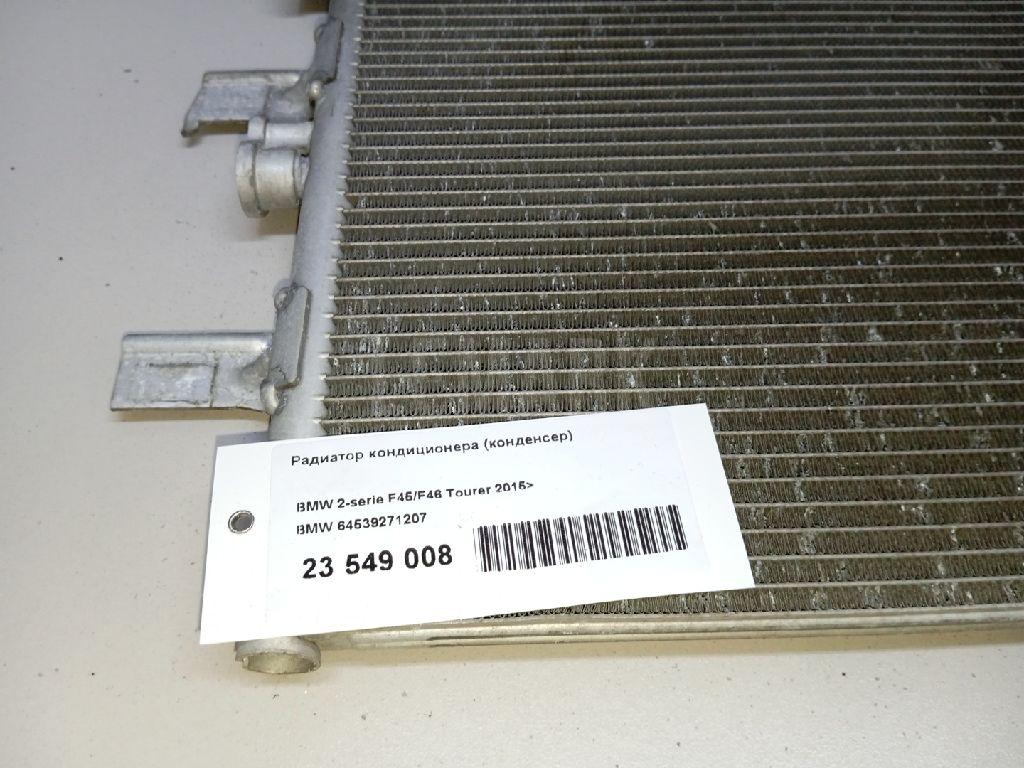 Радиатор кондиционера (конденсер)
BMW 2-serie F45/F46 Tourer 2015>
BMW 64539271207
23 549 008